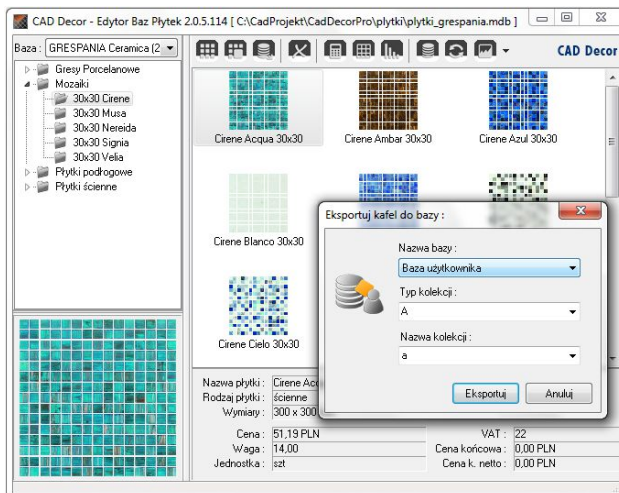 CAD Decor - Edytor Baz Płytek 2.0.5.114 [ C:\CadProjekt\CadDecorPro\plytki\plytki_grespania.mdb ]
Baza : GRESPANIA Ceramica (2
CAD Decor
Gresy Porcelanowe
Mozaiki
30x30 Cirene
30x30 Musa
30x30 Nereida
30x30 Signia
30x30 Velia
Płytki podłogowe
Płytki ścienne
Cirene Acqua 30x30
Cirene Ambar 30x30
Cirene Azul 30x30
Cirene Blanco 30x30
Cirene Cielo 30x30
Eksportuj kafel do bazy :
Nazwa bazy :
Baza użytkownika
Typ kolekcji :
A
Nazwa kolekcji :
a
Eksportuj
Anuluj
Nazwa płytki : Cirene Acq
Rodzaj płytki : ścienne
Wymiary : 300 x 300
Cena : 51,19 PLN
VAT : 22
Waga : 14,00
Cena końcowa : 0,00 PLN
Jednostka : szt
Cena k. netto : 0,00 PLN